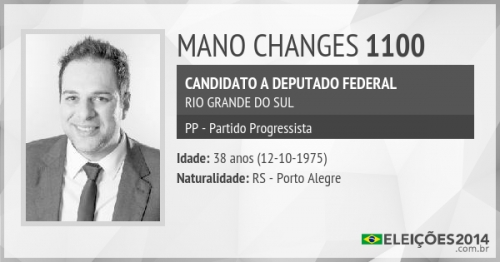 MANO CHANGES 1100
CANDIDATO A DEPUTADO FEDERAL
RIO GRANDE DO SUL
PP - Partido Progressista
Idade: 38 anos (12-10-1975)
Naturalidade: RS - Porto Alegre
ELEIÇÕES2014
.com.br